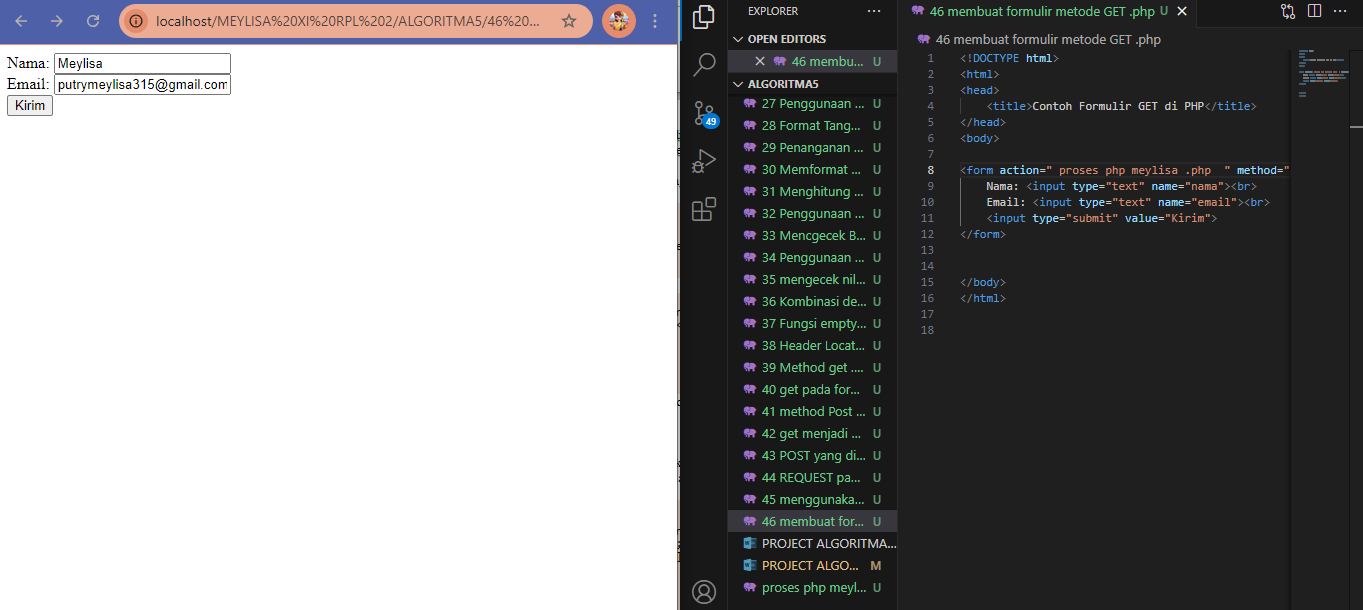 localhost/MEYLISA%20XI%20RPL%202/ALGORITMA5/46%20...
Nama: Meylisa
Email: putrymeylisa315@gmail.com
Kirim
EXPLORER
OPEN EDITORS
46 membu... U
ALGORITMA5
27 Penggunaan ... U
28 Format Tang... U
29 Penanganan ... U
30 Memformat ... U
31 Menghitung ... U
32 Penggunaan ... U
33 Mencgecek B... U
34 Penggunaan ... U
35 mengecek nil... U
36 Kombinasi de... U
37 Fungsi empty... U
38 Header Locat... U
39 Method get .... U
40 get pada for... U
41 method Post ... U
42 get menjadi ... U
43 POST yang di... U
44 REQUEST pa... U
45 menggunaka... U
46 membuat for... U
PROJECT ALGORITMA...
PROJECT ALGO... M
proses php meyl... U
49
46 membuat formulir metode GET .php U
46 membuat formulir metode GET .php
1 <!DOCTYPE html>
2 <html>
3 <head>
4 <title>Contoh Formulir GET di PHP</title>
5 </head>
6 <body>
7
8 <form action=" proses php meylisa .php  " method="
9 Nama: <input type="text" name="nama"><br>
10 Email: <input type="text" name="email"><br>
11 <input type="submit" value="Kirim">
12 </form>
13
14
15 </body>
16 </html>
17
18